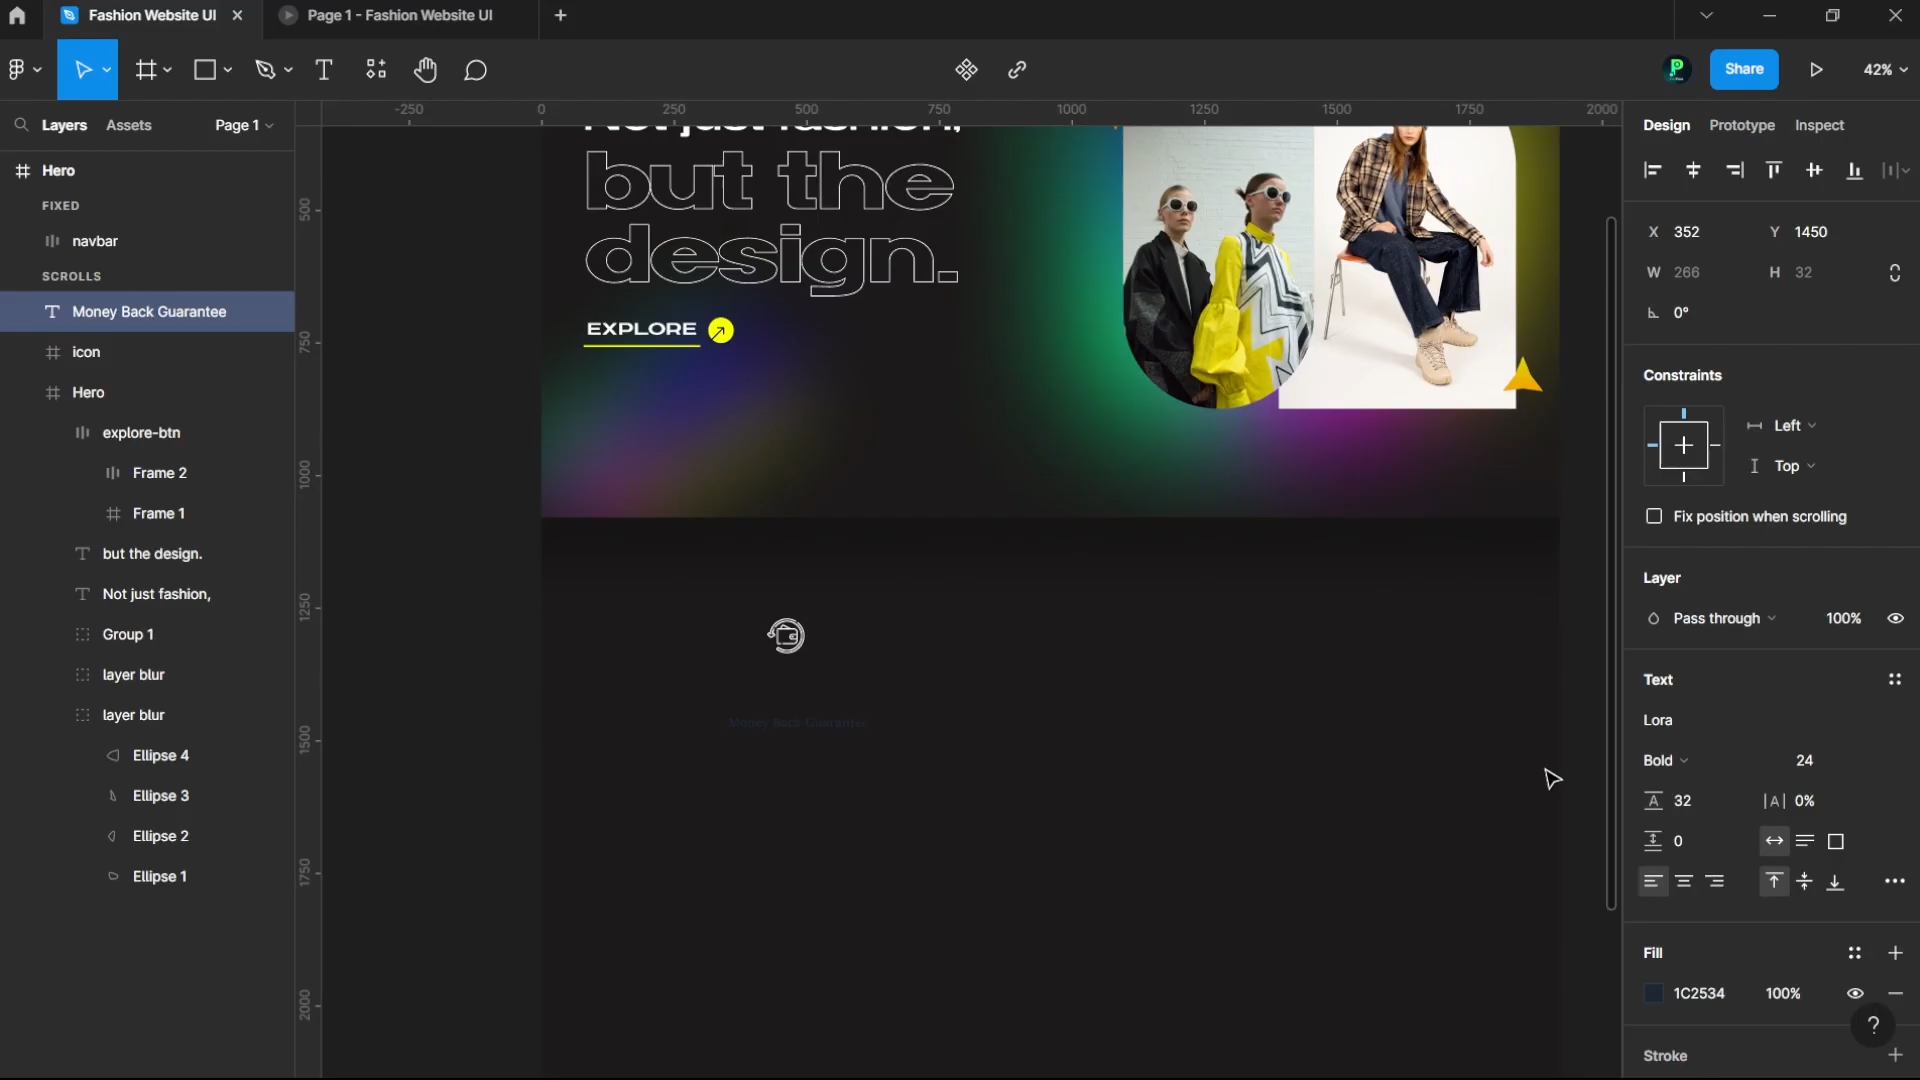 Fashion Website UI
Page 1 - Fashion Website UI
Share
42%
Layers
Assets
Page 1
Hero
FIXED
navbar
SCROLLS
Money Back Guarantee
icon
Hero
explore-btn
Frame 2
Frame 1
but the design.
Not just fashion,
Group 1
layer blur
layer blur
Ellipse 4
Ellipse 3
Ellipse 2
Ellipse 1
-250
0
250
500
750
1000
1250
1500
1750
2000
500
750
1000
1250
1500
1750
2000
Not just fashion,
but the
design.
EXPLORE
Money Back Guarantee
Design
Prototype
Inspect
X 352
Y 1450
W 266
H 32
0°
Constraints
Left
Top
Fix position when scrolling
Layer
Pass through
100%
Text
Lora
Bold
24
A 32
|A| 0%
0
Fill
1C2534
100%
?
Stroke